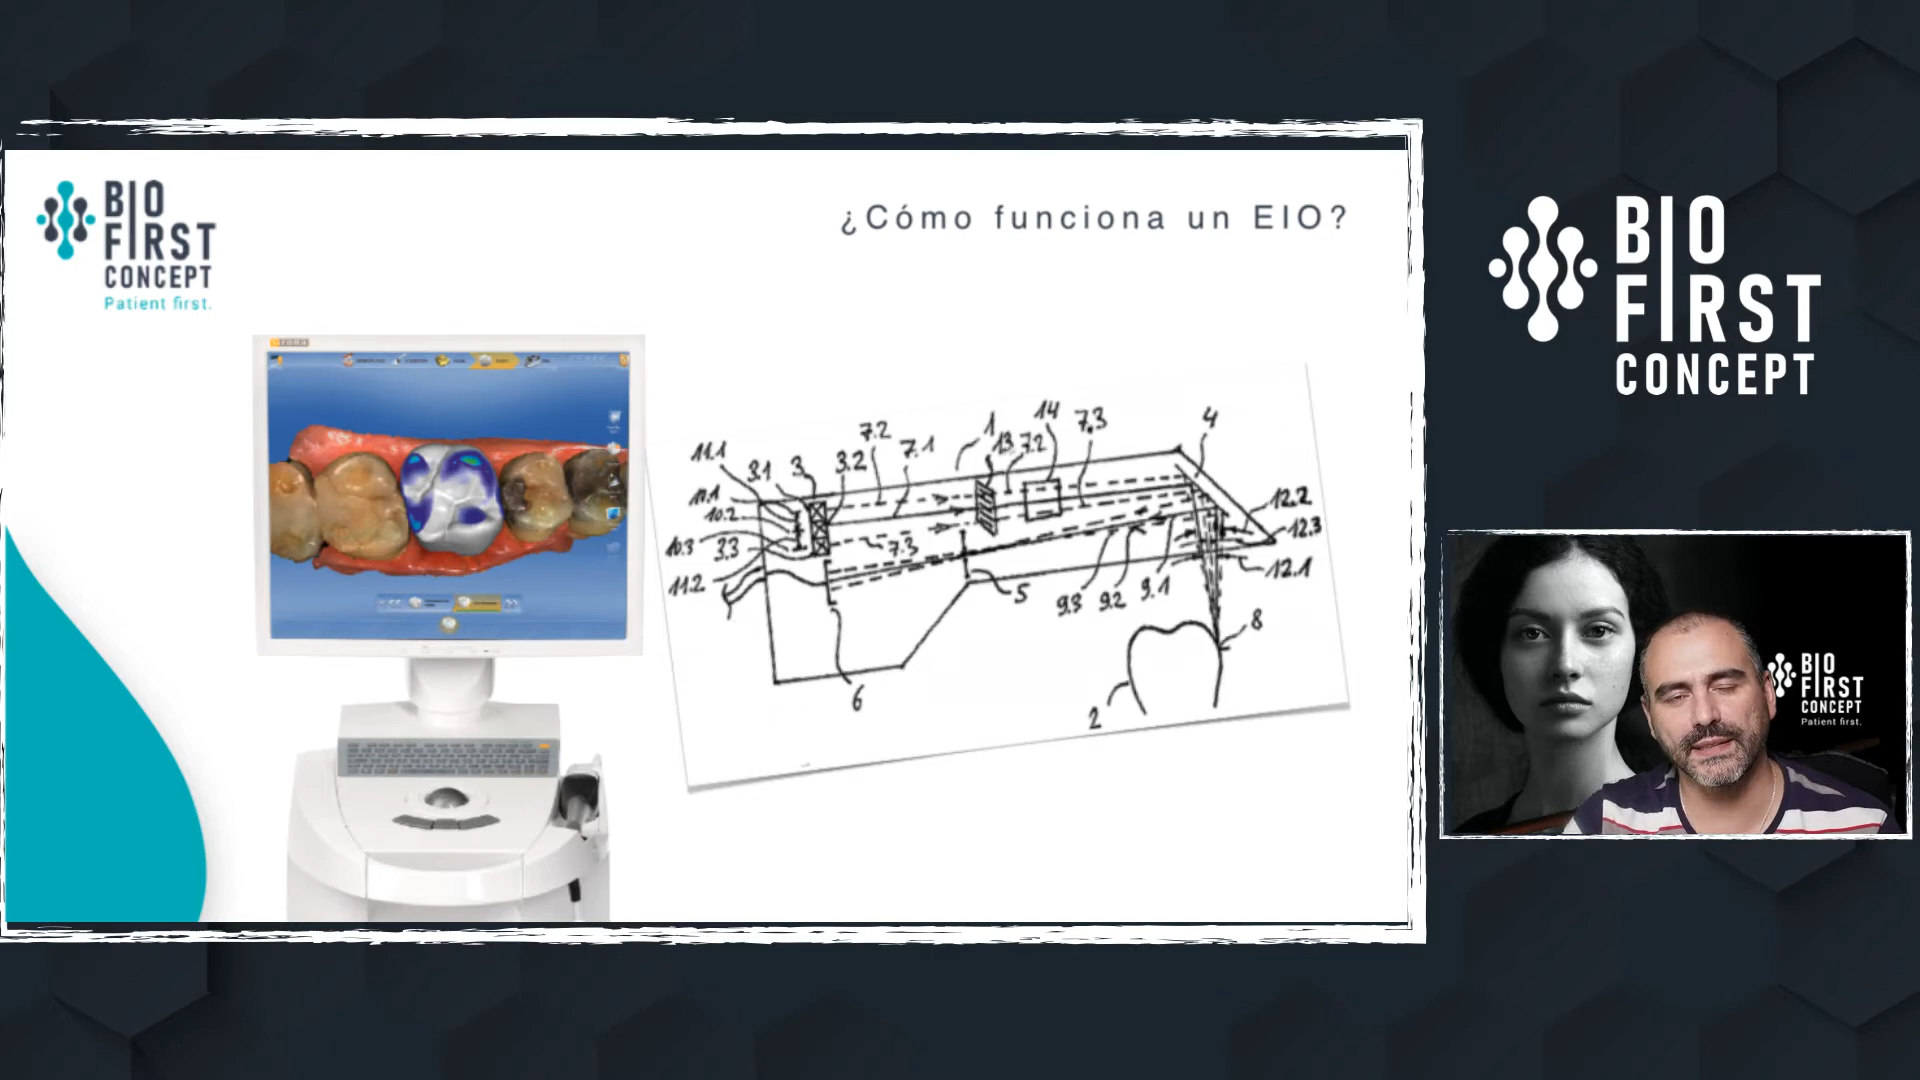 BIO
FIRST
CONCEPT
Patient first.
¿Cómo funciona un EIO?
11.1
3.1
3
3.2
7.2
7.1
1
13
7.2
14
7.3
4
10.2
10.3
3.3
11.2
7.3
5
9.3
9.2
9.1
12.2
12.3
12.1
8
6
2
BIO
FIRST
CONCEPT
BIO
FIRST
CONCEPT
Patient first.